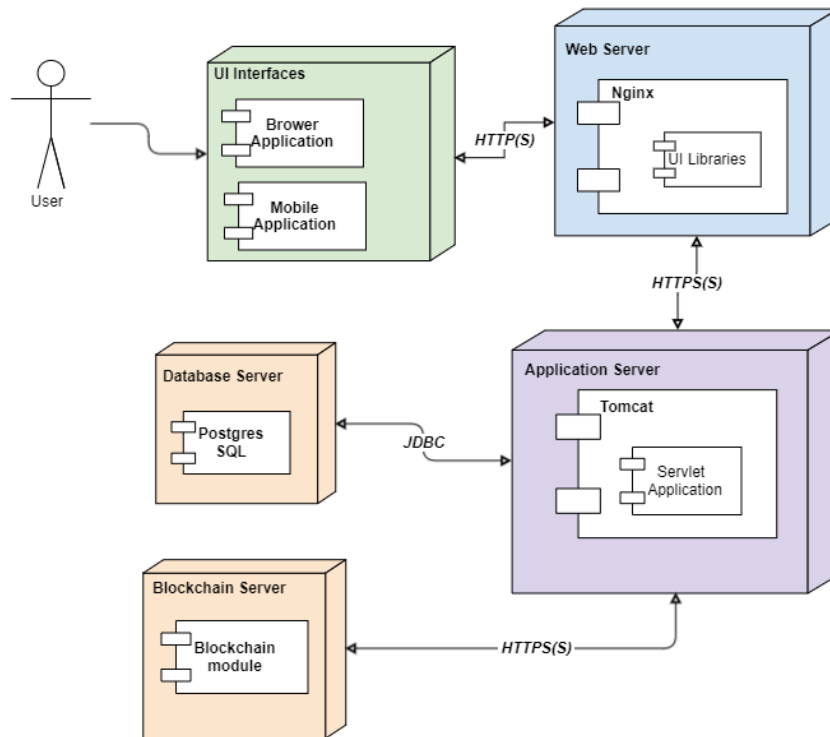 Web Server
UI Interfaces
Nginx
Brower
Application
HTTP(S)
UI Libraries
User
Mobile
Application
HTTPS(S)
Database Server
Application Server
Tomcat
Postgres
SQL
JDBC
Servlet
Application
Blockchain Server
Blockchain
module
HTTPS(S)